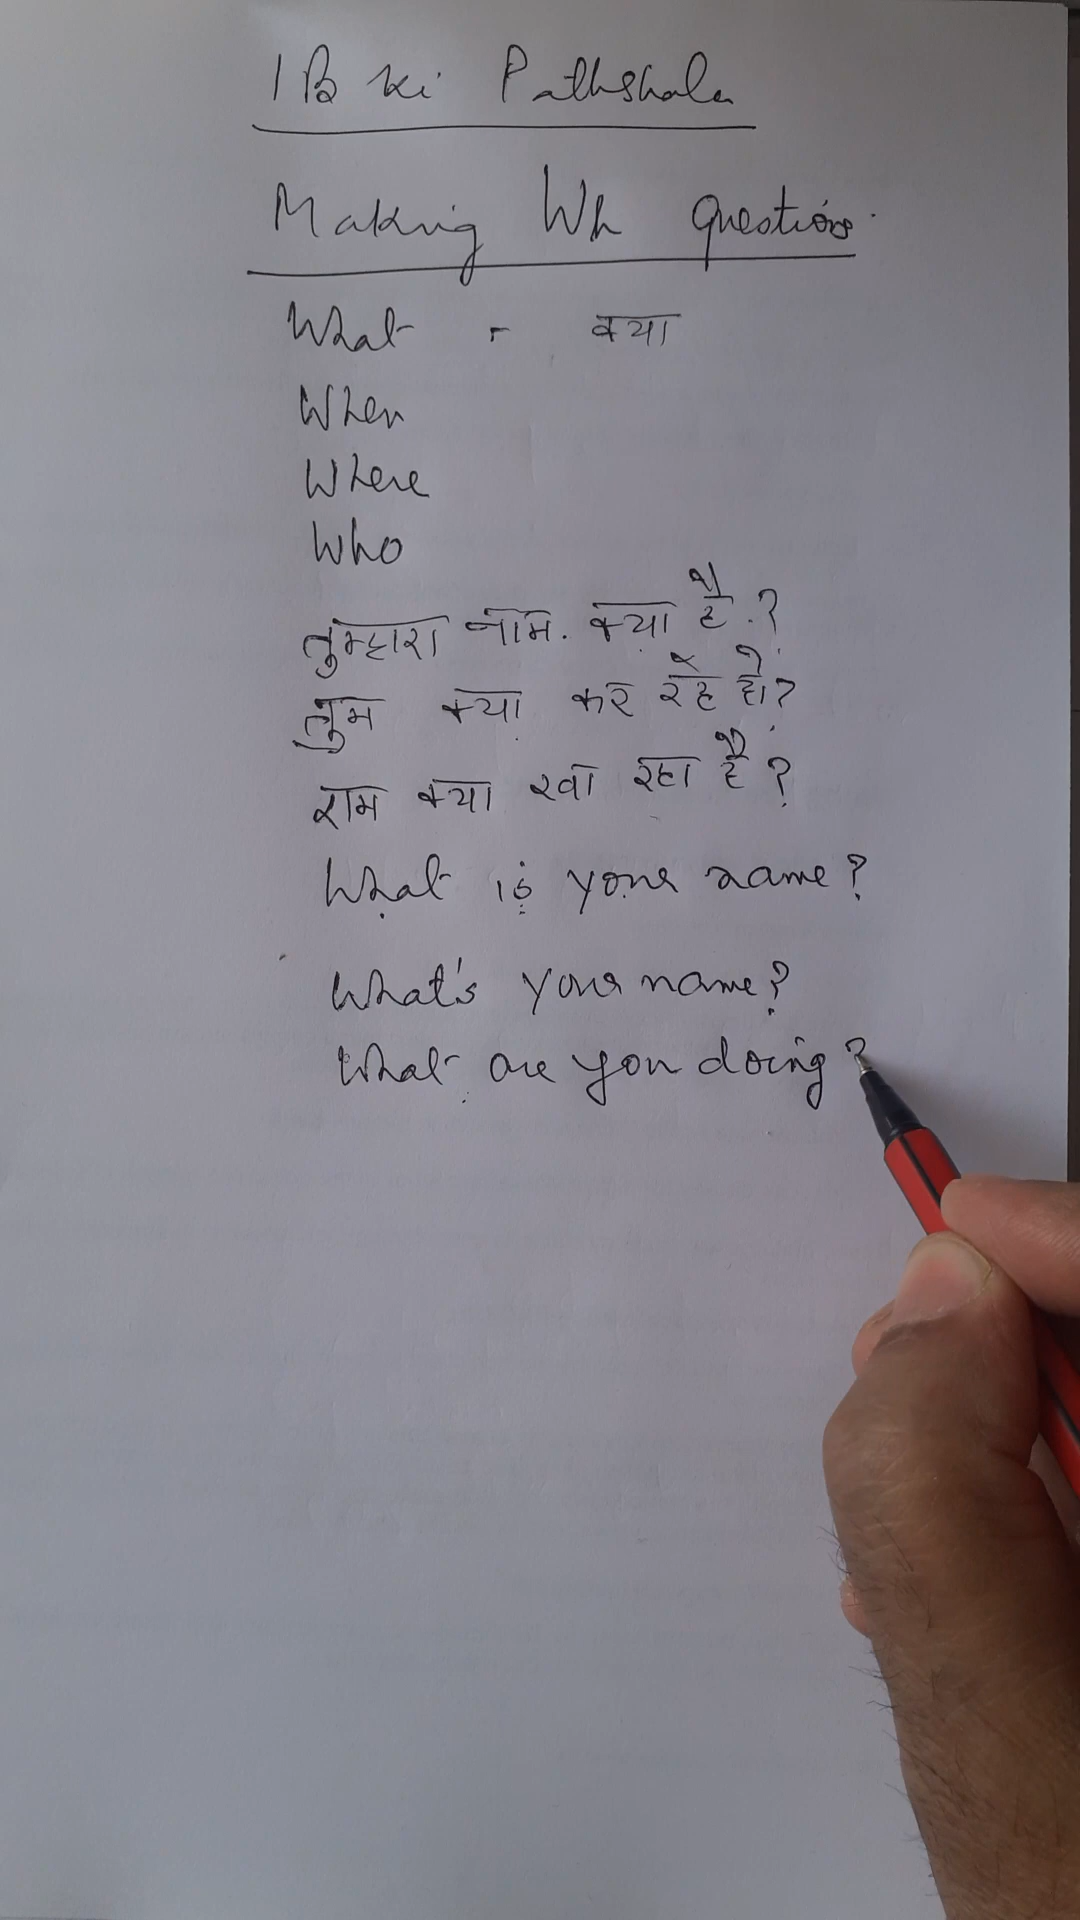 IB ki Pathshala
Making Wh questions.
What - क्या
When
Where
Who
तुम्हारा नाम. क्या है.?
तुम क्या कर रहे हो?
राम क्या खा रहा है?
What is your name?
What's your name?
What are you doing?